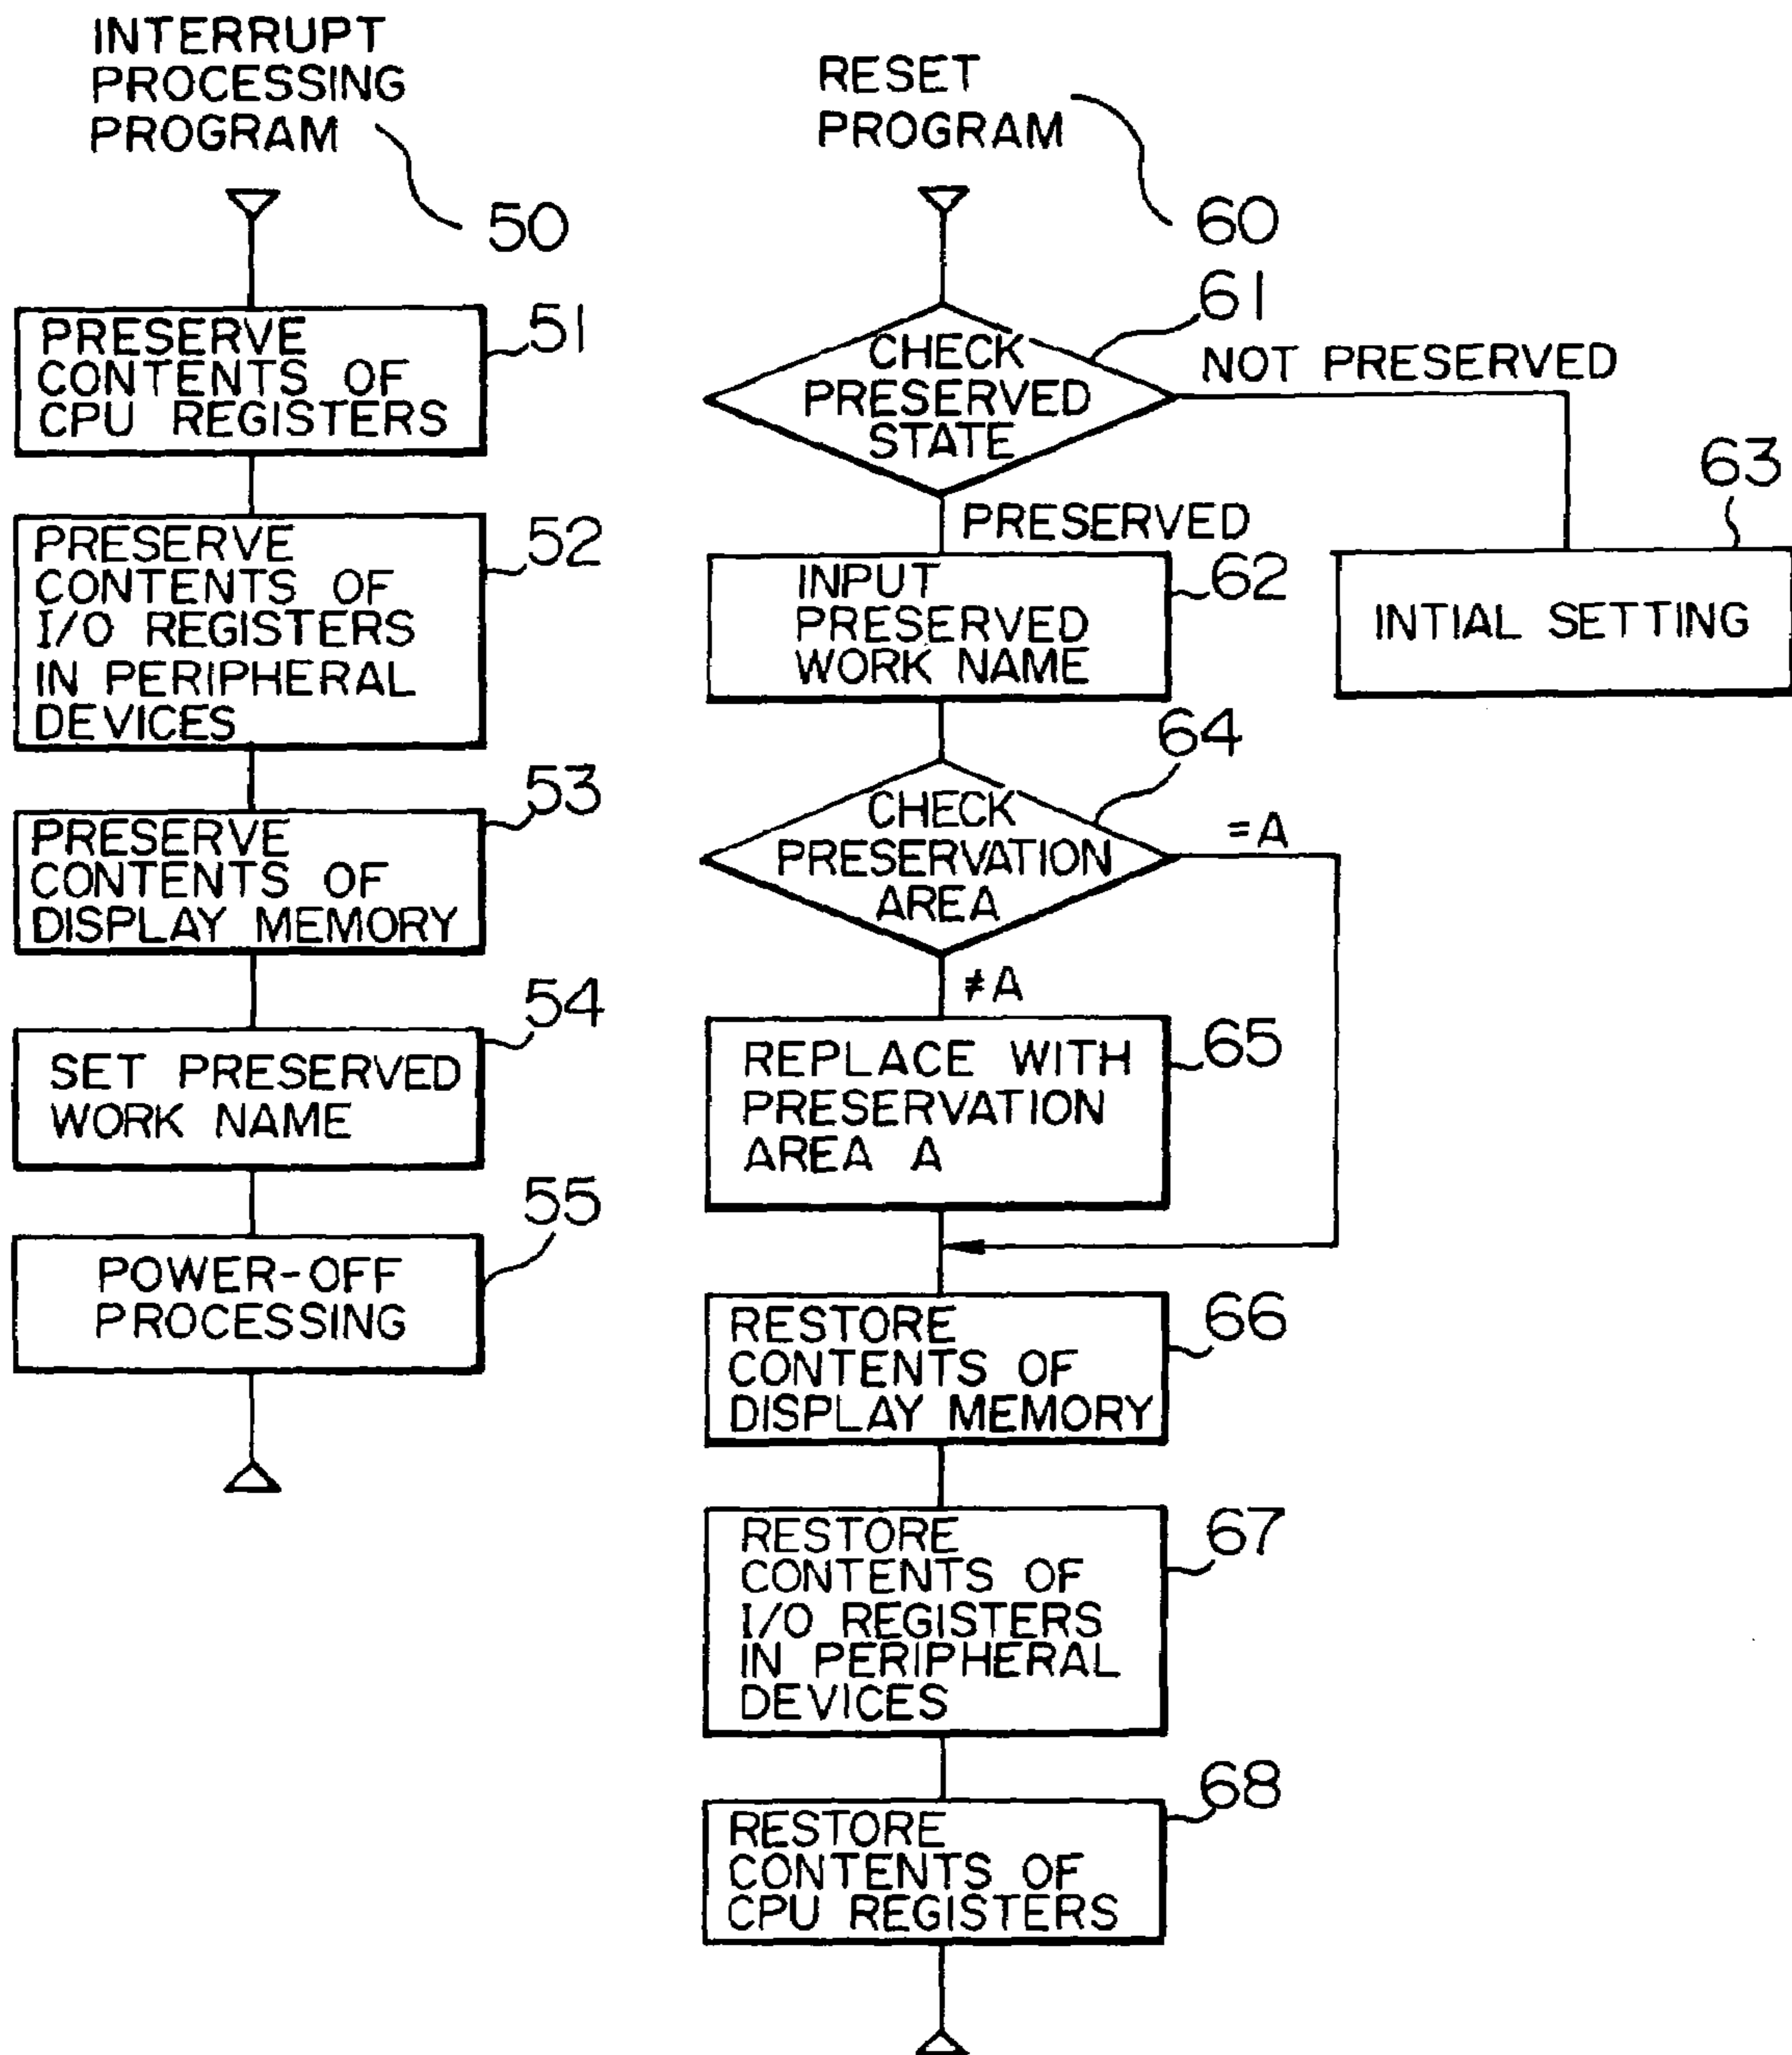 INTERRUPT
PROCESSING
PROGRAM
50
PRESERVE
CONTENTS OF
CPU REGISTERS
51
PRESERVE
CONTENTS OF
I/O REGISTERS
IN PERIPHERAL
DEVICES
52
PRESERVE
CONTENTS OF
DISPLAY MEMORY
53
SET PRESERVED
WORK NAME
54
POWER-OFF
PROCESSING
55
RESET
PROGRAM
60
CHECK
PRESERVED
STATE
61
NOT PRESERVED
PRESERVED
INPUT
PRESERVED
WORK NAME
62
63
INTIAL SETTING
CHECK
PRESERVATION
AREA
64
=A
≠A
REPLACE WITH
PRESERVATION
AREA A
65
RESTORE
CONTENTS OF
DISPLAY MEMORY
66
RESTORE
CONTENTS OF
I/O REGISTERS
IN PERIPHERAL
DEVICES
67
RESTORE
CONTENTS OF
CPU REGISTERS
68